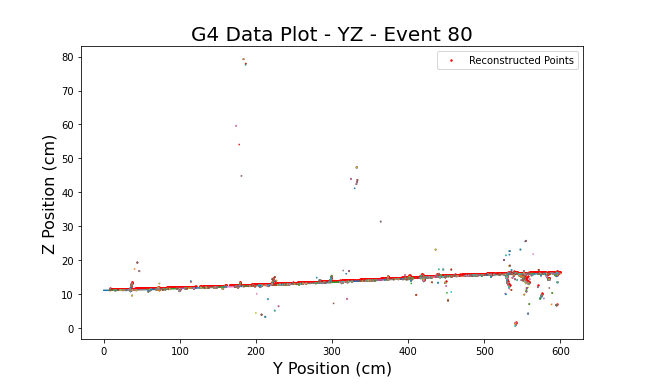 G4 Data Plot - YZ - Event 80
Reconstructed Points
Z Position (cm)
80
70
60
50
40
30
20
10
0
0 100 200 300 400 500 600
Y Position (cm)